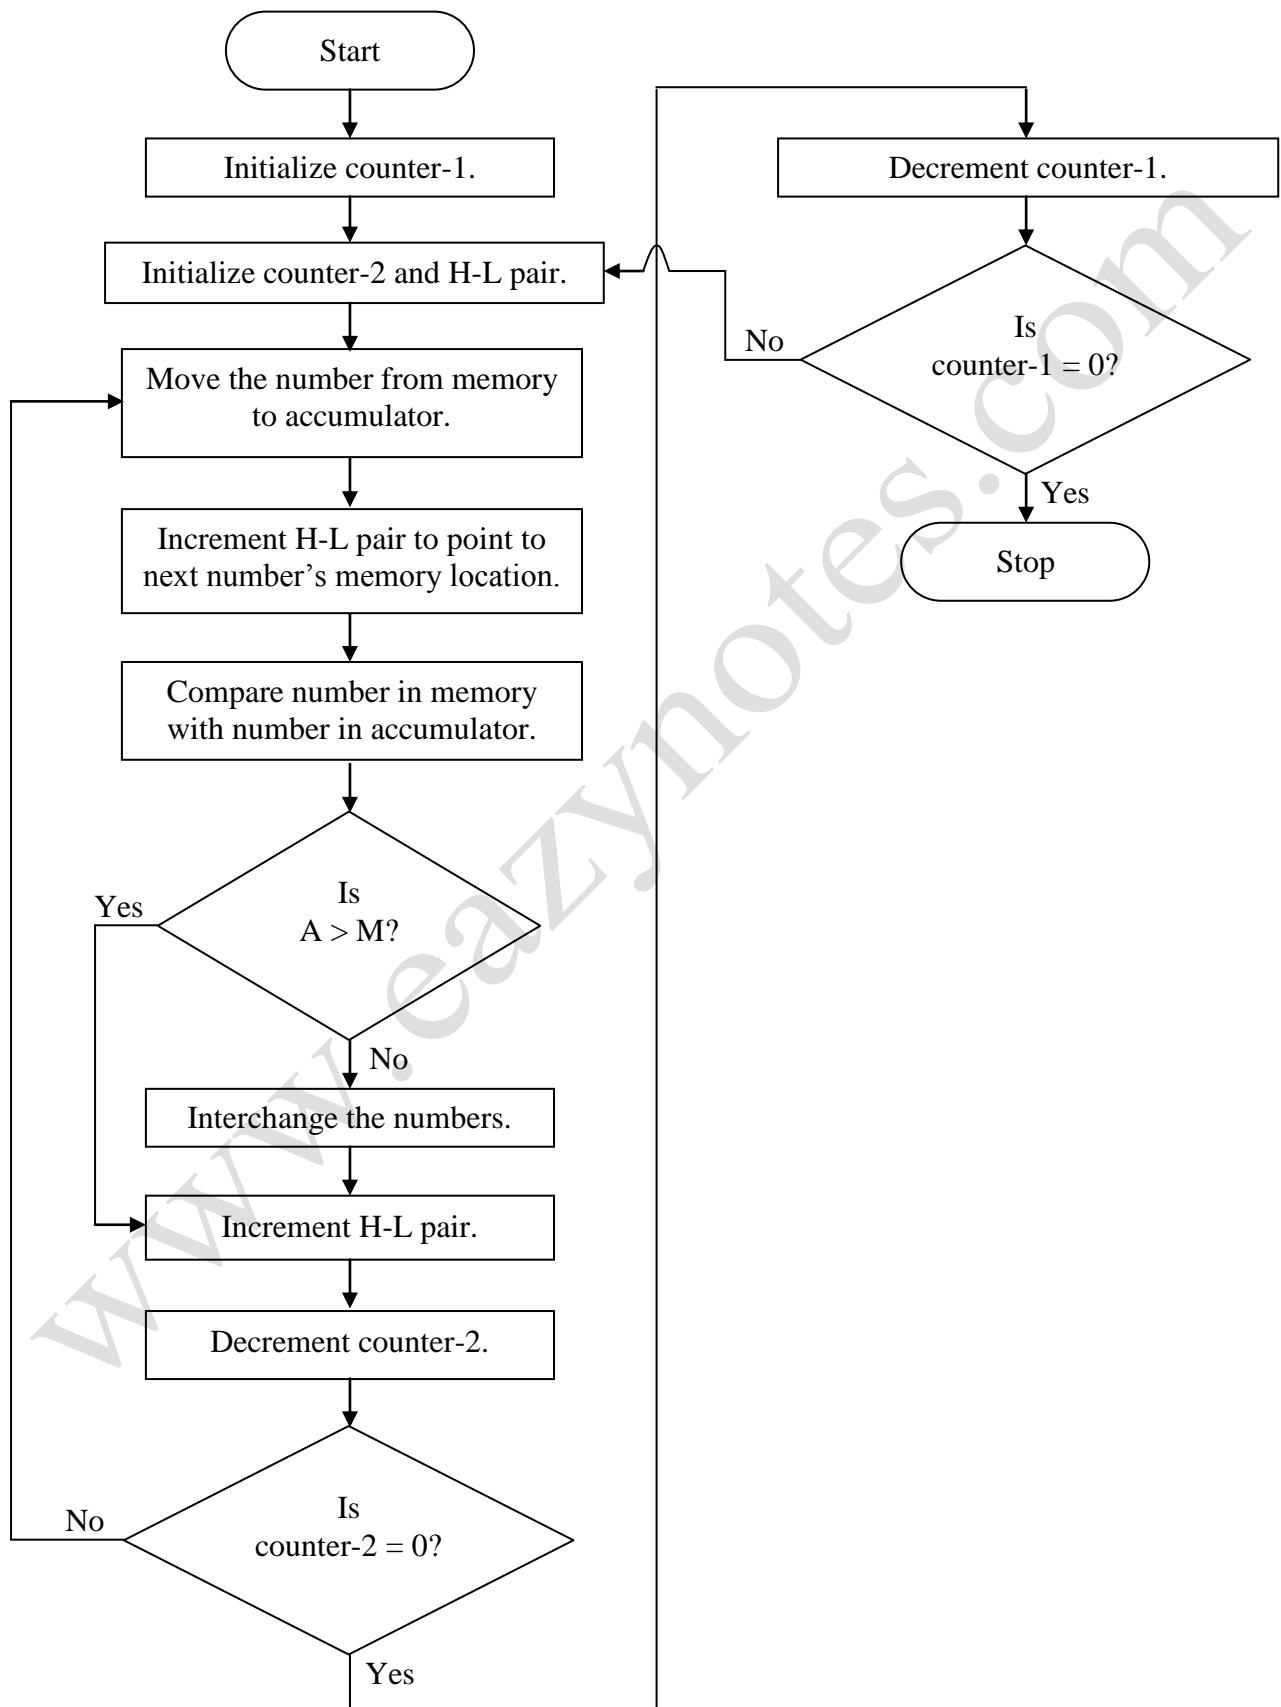 Start
Initialize counter-1.
Initialize counter-2 and H-L pair.
Move the number from memory
to accumulator.
Increment H-L pair to point to
next number’s memory location.
Compare number in memory
with number in accumulator.
Is
A > M?
Yes
No
Interchange the numbers.
Increment H-L pair.
Decrement counter-2.
Is
counter-2 = 0?
No
Yes
Decrement counter-1.
Is
counter-1 = 0?
No
Yes
Stop
www.eazynotes.com